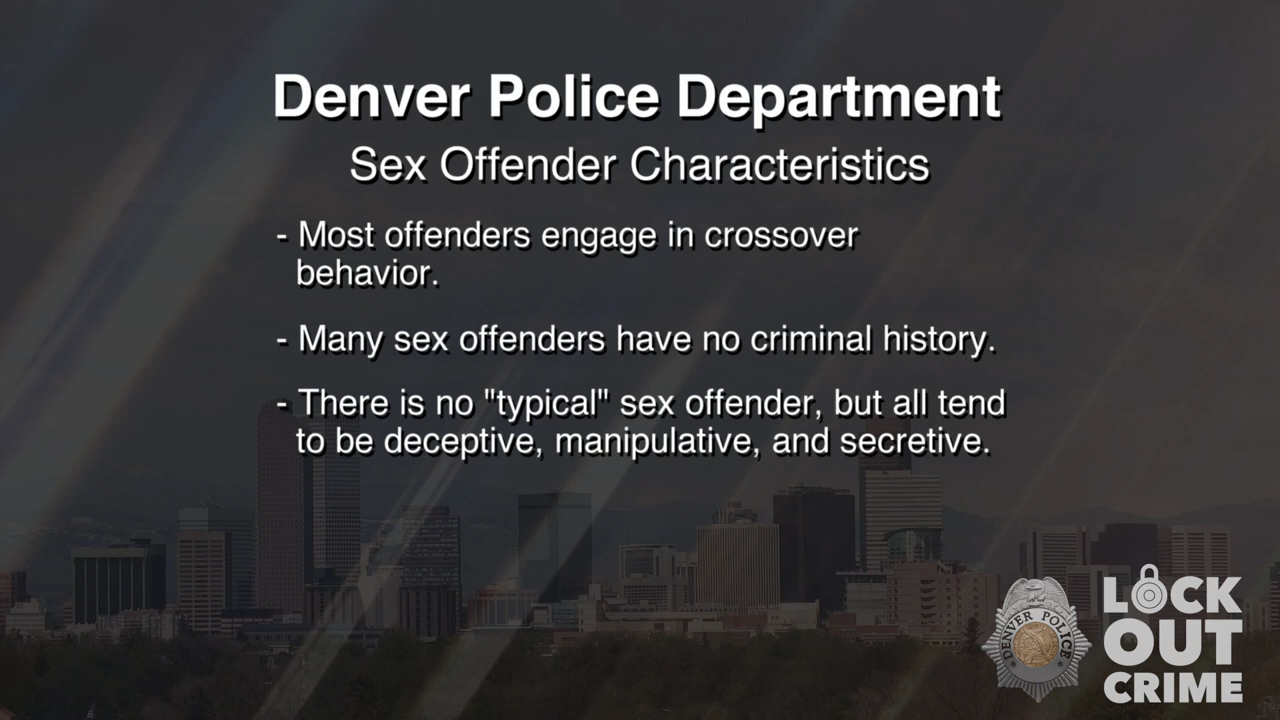 Denver Police Department
Sex Offender Characteristics
- Most offenders engage in crossover
behavior.
- Many sex offenders have no criminal history.
- There is no "typical" sex offender, but all tend
to be deceptive, manipulative, and secretive.
DENVER POLICE
LOCK
OUT
CRIME